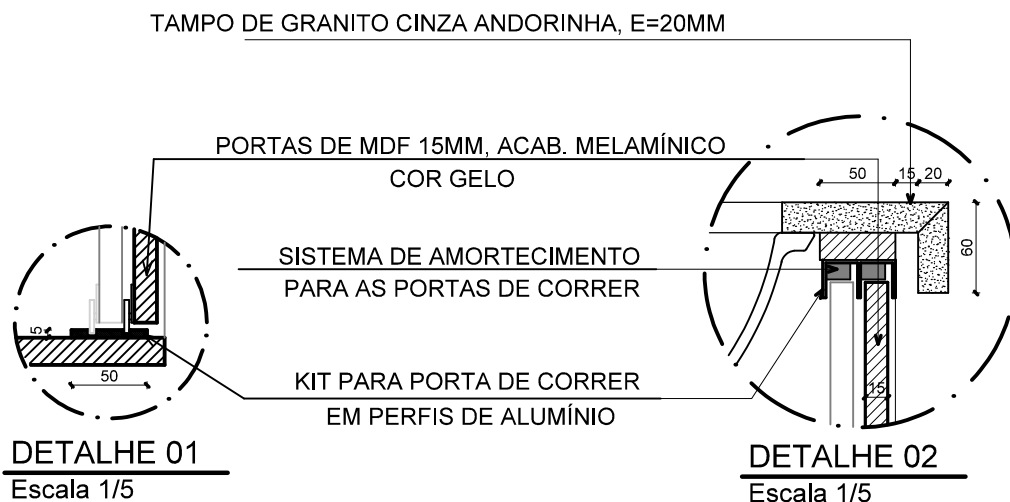 TAMPO DE GRANITO CINZA ANDORINHA, E=20MM
PORTAS DE MDF 15MM, ACAB. MELAMÍNICO
COR GELO
50
15
20
60
SISTEMA DE AMORTECIMENTO
PARA AS PORTAS DE CORRER
5
50
KIT PARA PORTA DE CORRER
EM PERFIS DE ALUMÍNIO
15
DETALHE 01
Escala 1/5
DETALHE 02
Escala 1/5